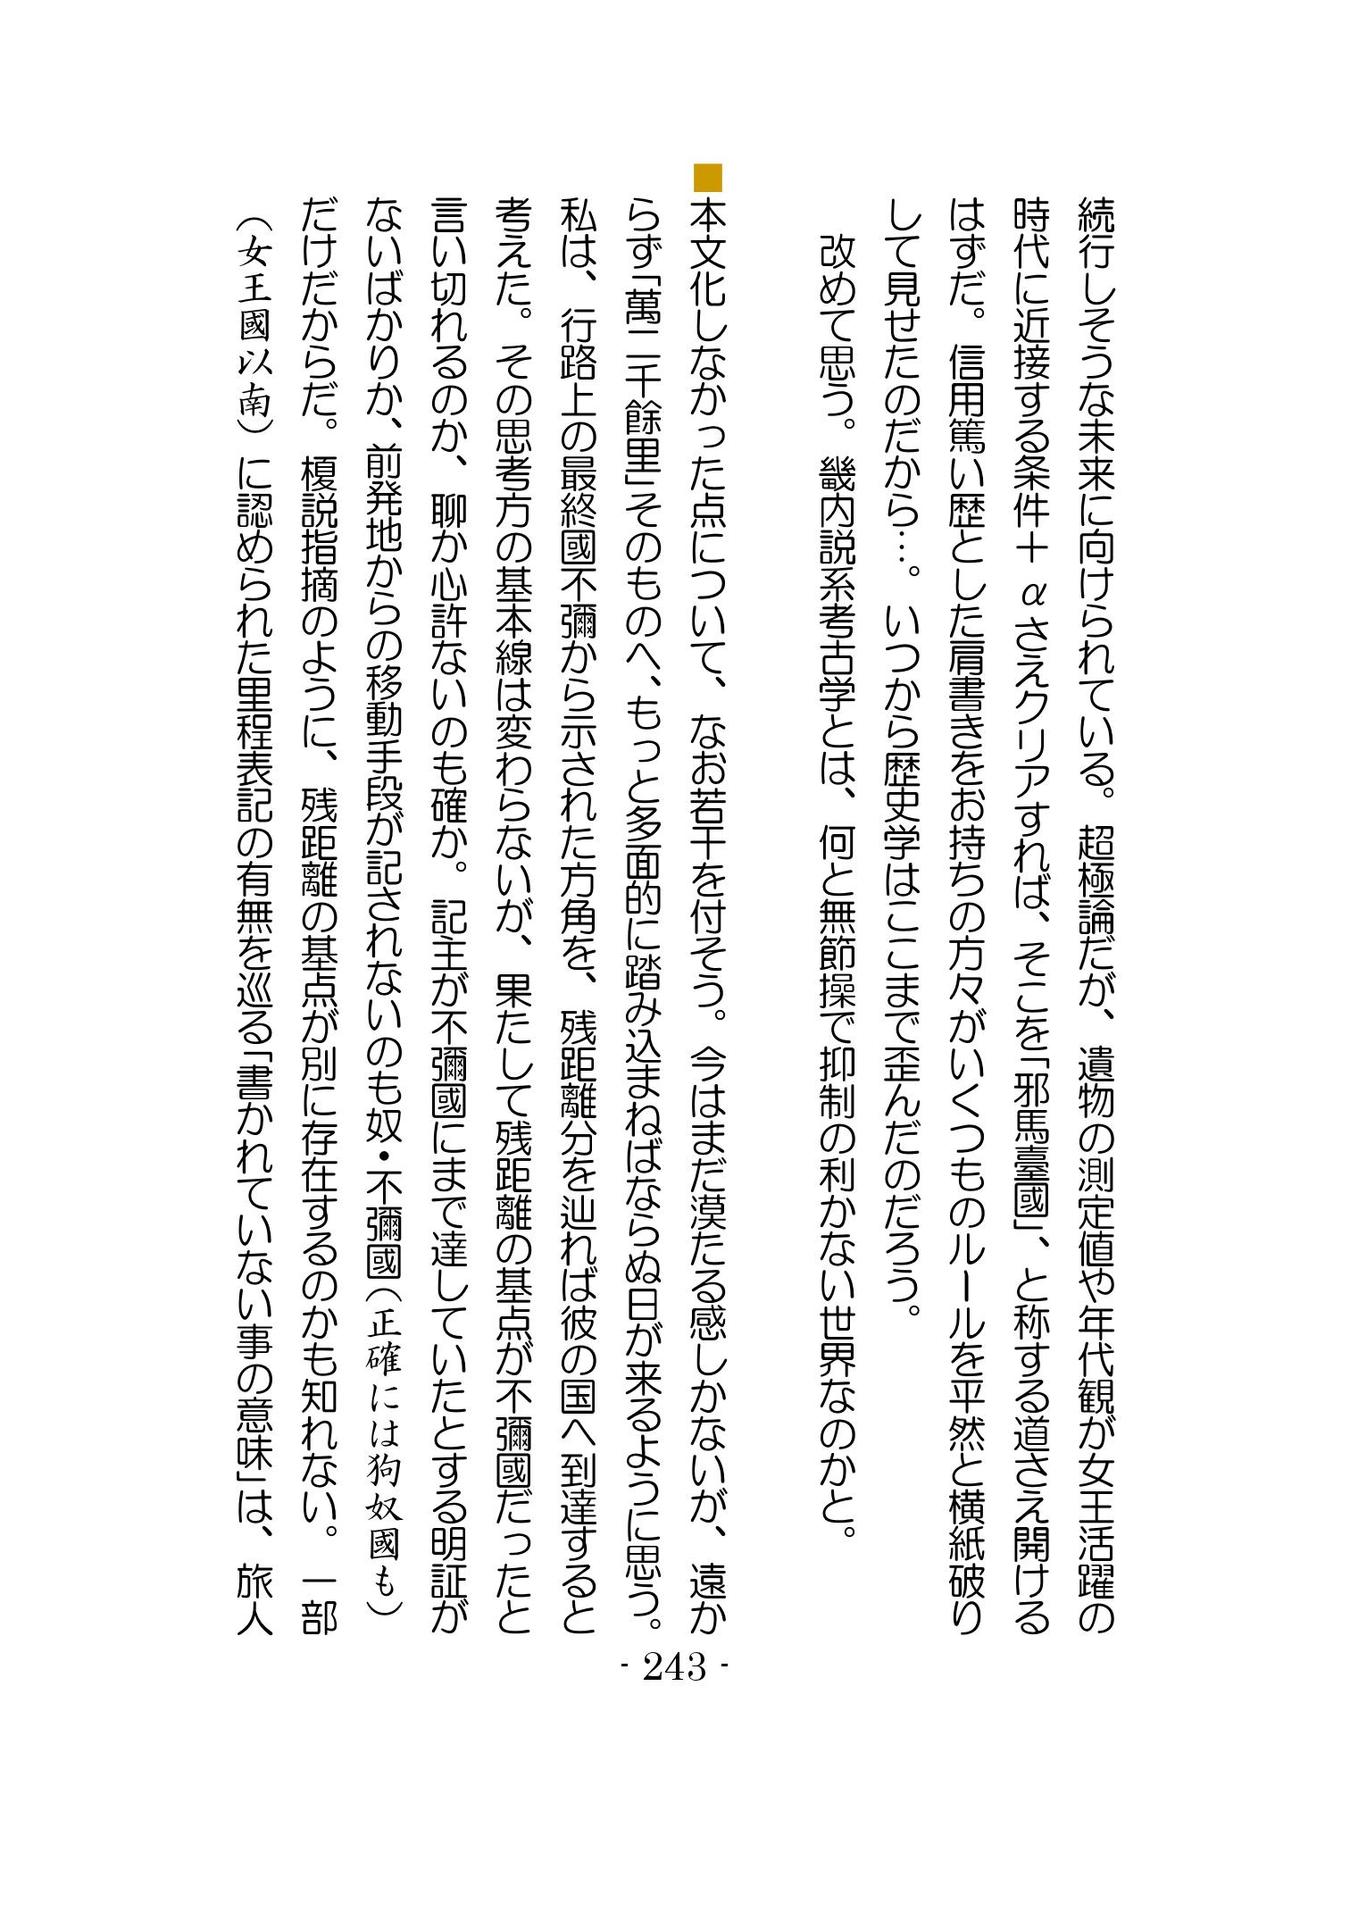 続行しそうな未来に向けられている。超極論だが、遺物の測定値や年代観が女王活躍の
時代に近接する条件＋αさえクリアすれば、そこを「邪馬臺國」、と称する道さえ開ける
はずだ。信用篤い歴とした肩書きをお持ちの方々がいくつものルールを平然と横紙破り
して見せたのだから…。いつから歴史学はここまで歪んだのだろう。
改めて思う。畿内説系考古学とは、何と無節操で抑制の利かない世界なのかと。
■本文化しなかった点について、なお若干を付そう。今はまだ漠たる感しかないが、遠か
らず「萬二千餘里」そのものへ、もっと多面的に踏み込まねばならぬ日が来るように思う。
私は、行路上の最終國不彌から示された方角を、残距離分を辿れば彼の国へ到達すると
考えた。その思考方の基本線は変わらないが、果たして残距離の基点が不彌國だったと
言い切れるのか、聊か心許ないのも確か。記主が不彌國にまで達していたとする明証が
ないばかりか、前発地からの移動手段が記されないのも奴・不彌國（正確には狗奴國も）
だけだからだ。榎説指摘のように、残距離の基点が別に存在するのかも知れない。一部
（女王國以南）に認められた里程表記の有無を巡る「書かれていない事の意味」は、旅人
- 243 -